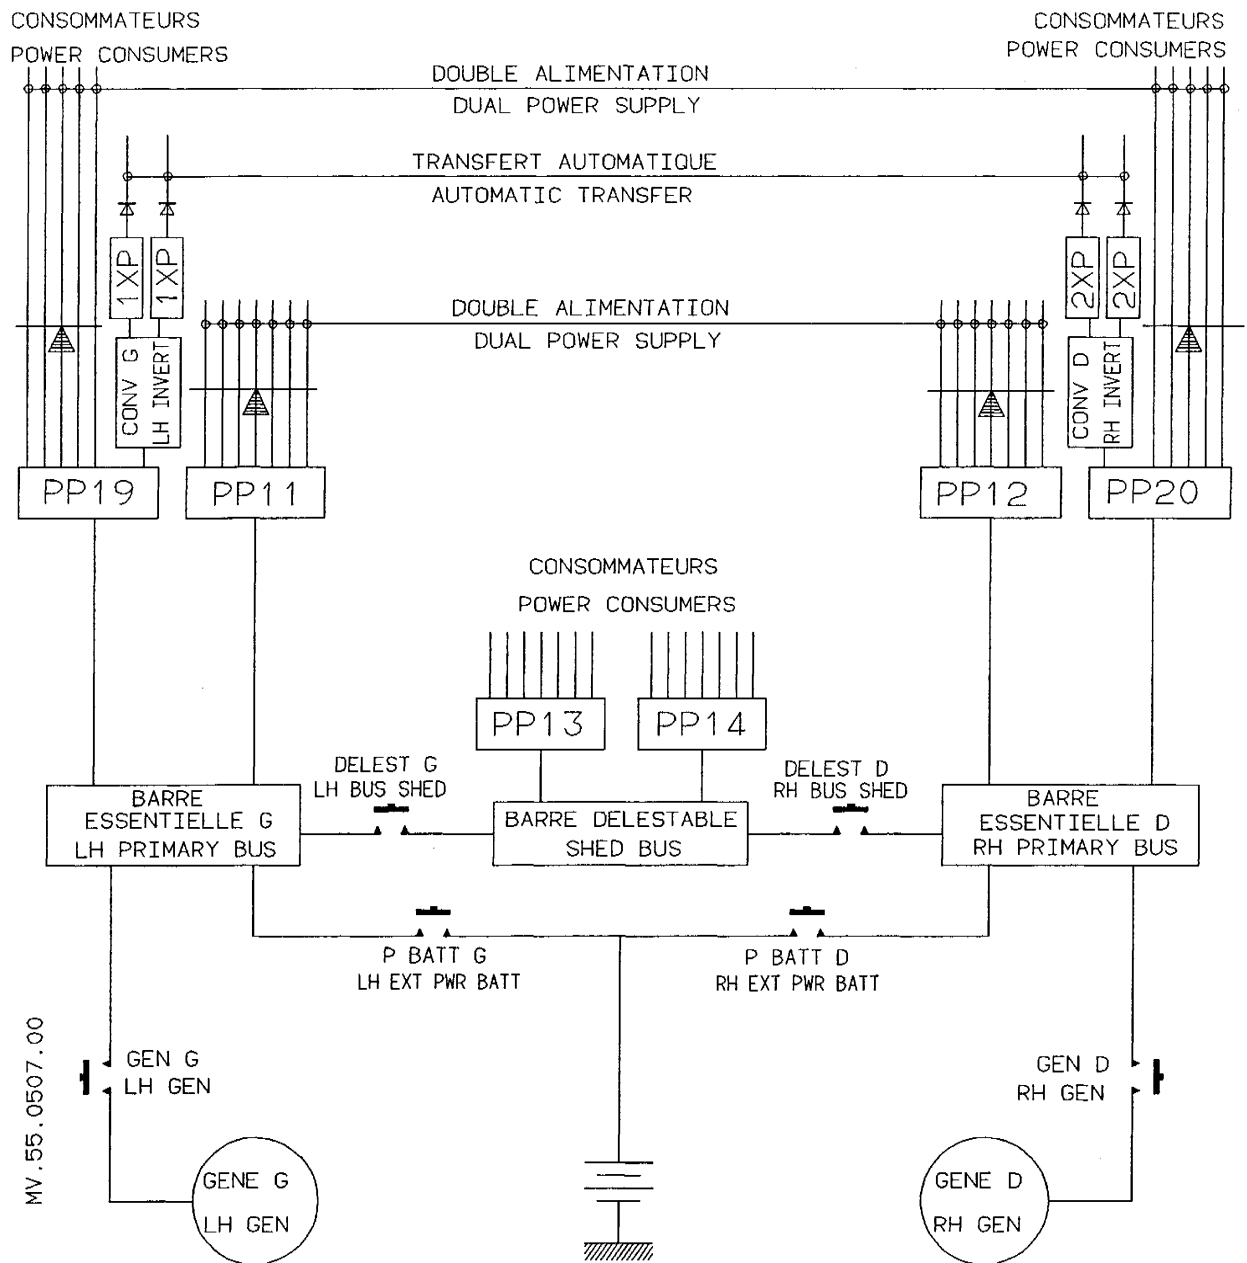 CONSOMMATEURS
POWER CONSUMERS
CONSOMMATEURS
POWER CONSUMERS
DOUBLE ALIMENTATION
DUAL POWER SUPPLY
TRANSFERT AUTOMATIQUE
AUTOMATIC TRANSFER
1XP
1XP
2XP
2XP
DOUBLE ALIMENTATION
DUAL POWER SUPPLY
CONV G
LH INVERT
CONV D
RH INVERT
PP19
PP11
PP12
PP20
CONSOMMATEURS
POWER CONSUMERS
PP13
PP14
DELEST G
LH BUS SHED
DELEST D
RH BUS SHED
BARRE
ESSENTIELLE G
LH PRIMARY BUS
BARRE DELESTABLE
SHED BUS
BARRE
ESSENTIELLE D
RH PRIMARY BUS
P BATT G
LH EXT PWR BATT
P BATT D
RH EXT PWR BATT
GEN G
LH GEN
GEN D
RH GEN
MV.55.0507.00
GENE G
LH GEN
GENE D
RH GEN